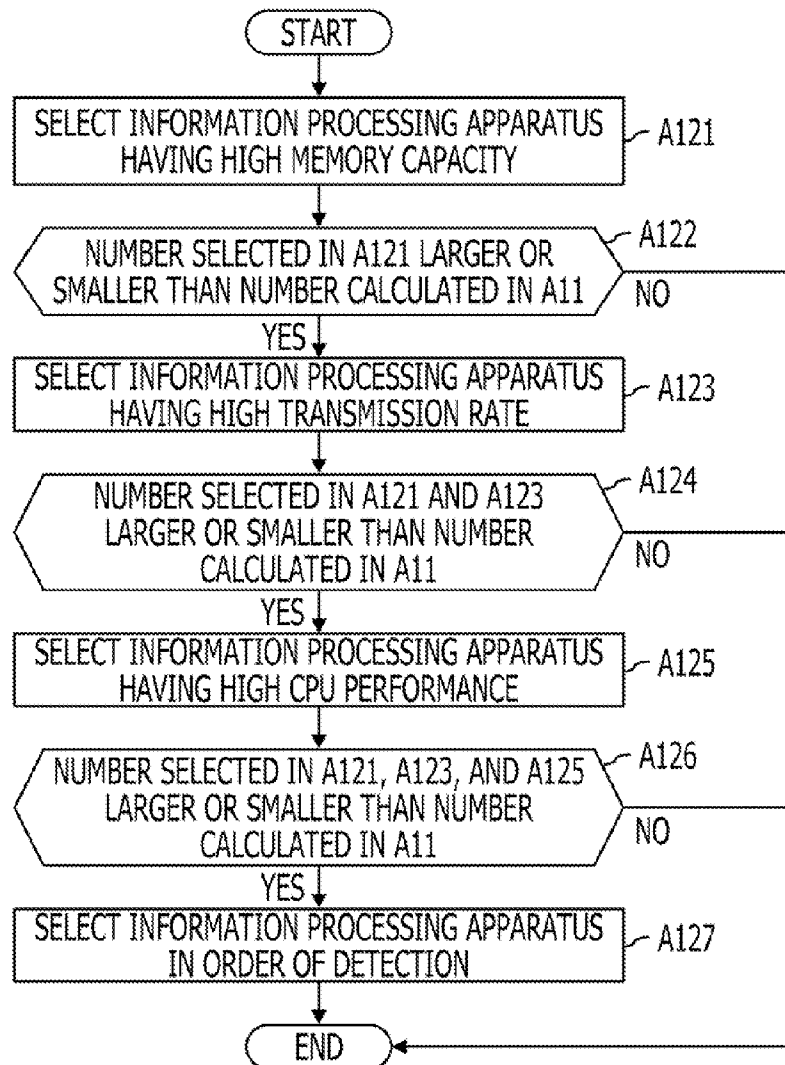 START
SELECT INFORMATION PROCESSING APPARATUS
HAVING HIGH MEMORY CAPACITY
A121
NUMBER SELECTED IN A121 LARGER OR
SMALLER THAN NUMBER CALCULATED IN A11
A122
NO
YES
SELECT INFORMATION PROCESSING APPARATUS
HAVING HIGH TRANSMISSION RATE
A123
NUMBER SELECTED IN A121 AND A123
LARGER OR SMALLER THAN NUMBER
CALCULATED IN A11
A124
NO
YES
SELECT INFORMATION PROCESSING APPARATUS
HAVING HIGH CPU PERFORMANCE
A125
NUMBER SELECTED IN A121, A123, AND A125
LARGER OR SMALLER THAN NUMBER
CALCULATED IN A11
A126
NO
YES
SELECT INFORMATION PROCESSING APPARATUS
IN ORDER OF DETECTION
A127
END